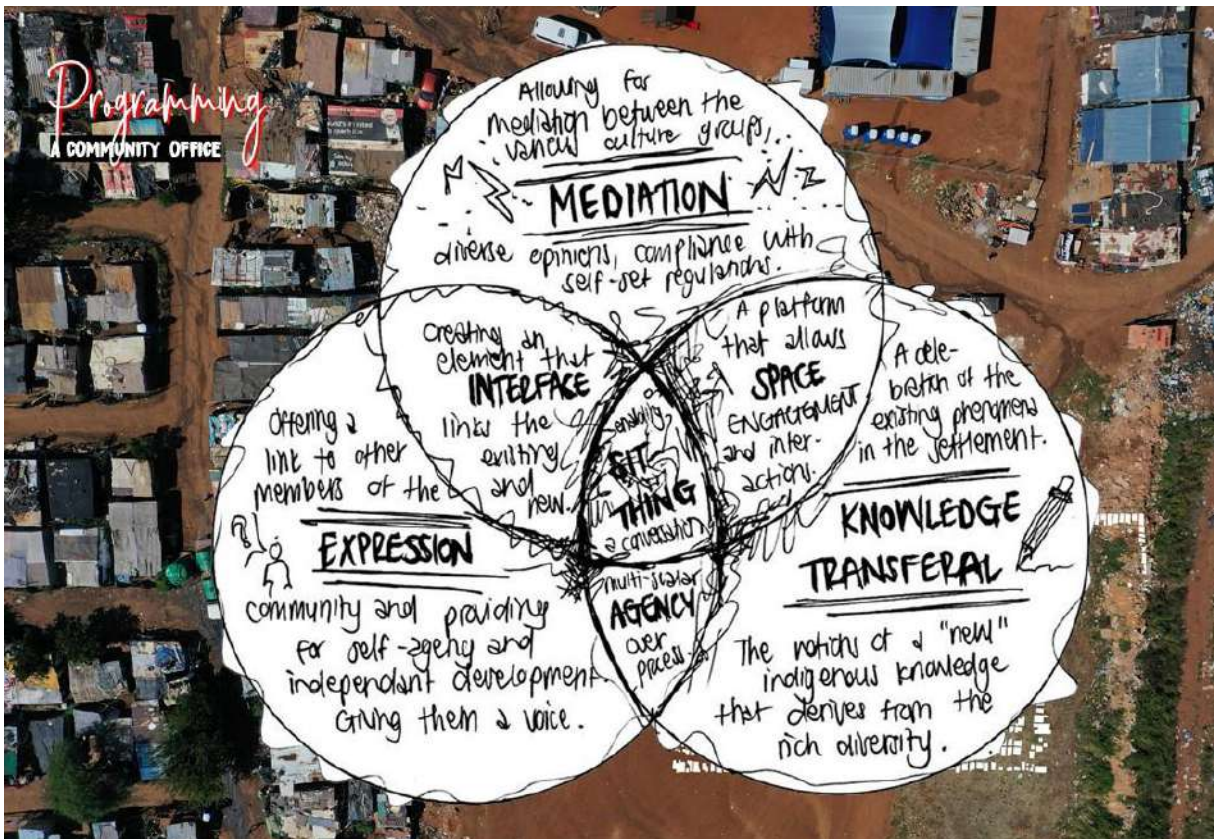 Programming
A COMMUNITY OFFICE
Allowing for
mediation between the
various culture groups,
MEDIATION
diverse opinions, compliance with
self-set regulations.
Creating an
element that
INTERFACE
links the
existing
and
new.
A platform
that allows
SPACE
ENGAGEMENT
and inter-
actions.
enabling
SIT-
THING
a conversation
multi-scalar
AGENCY
over
process.
Offering a
link to other
members of the
EXPRESSION
community and providing
for self-agency and
independant development.
Giving them a voice.
A cele-
bration of the
existing phenomena
in the settlement.
KNOWLEDGE
TRANSFERAL
The notions of a "new"
indigenous knowledge
that derives from the
rich diversity.